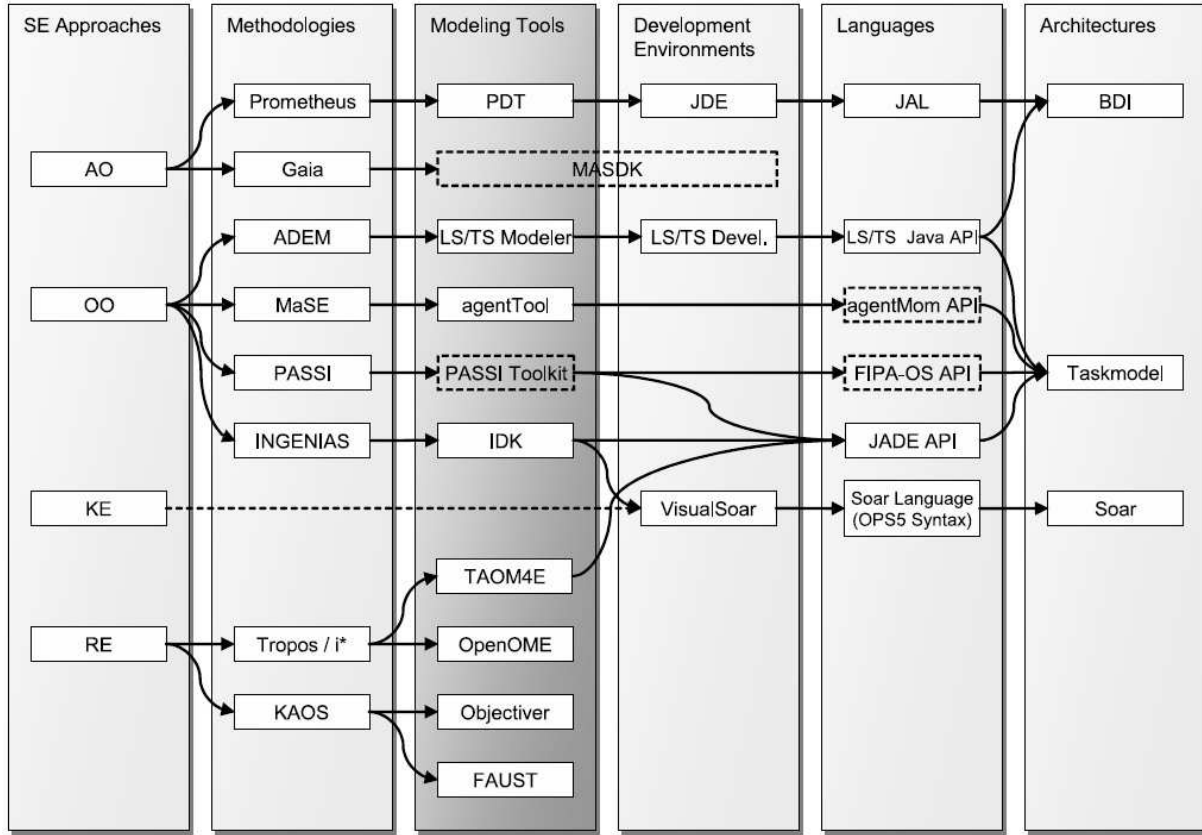 SE Approaches
Methodologies
Modeling Tools
Development
Environments
Languages
Architectures
Prometheus
PDT
JDE
JAL
BDI
AO
Gaia
MASDK
ADEM
LS/TS Modeler
LS/TS Devel.
LS/TS Java API
OO
MaSE
agentTool
agentMom API
PASSI
PASSI Toolkit
FIPA-OS API
Taskmodel
INGENIAS
IDK
JADE API
KE
VisualSoar
Soar Language
(OPS5 Syntax)
Soar
TAOM4E
RE
Tropos / i*
OpenOME
KAOS
Objectiver
FAUST